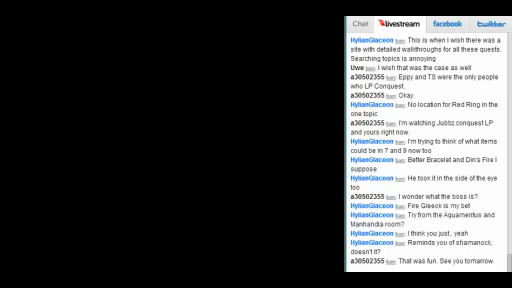 Chat livestream facebook twitter
HylianGlaceon ban: This is when I wish there was a
site with detailed walkthroughs for all these quests.
Searching topics is annoying
Uwe ban: I wish that was the case as well
a30502355 ban: Eppy and TS were the only people
who LP Conquest.
a30502355 ban: Okay.
HylianGlaceon ban: No location for Red Ring in the
one topic
a30502355 ban: I'm watching Jubbz conquest LP
and yours right now.
HylianGlaceon ban: I'm trying to think of what items
could be in 7 and 9 now too
HylianGlaceon ban: Better Bracelet and Din's Fire I
suppose
HylianGlaceon ban: He took it in the side of the eye
too
a30502355 ban: I wonder what the boss is?
HylianGlaceon ban: Fire Gleeok is my bet
HylianGlaceon ban: Try from the Aquamentus and
Manhandla room?
HylianGlaceon ban: I think you just.. yeah
HylianGlaceon ban: Reminds you of shamanock,
doesn't it?
a30502355 ban: That was fun. See you tomarrow.